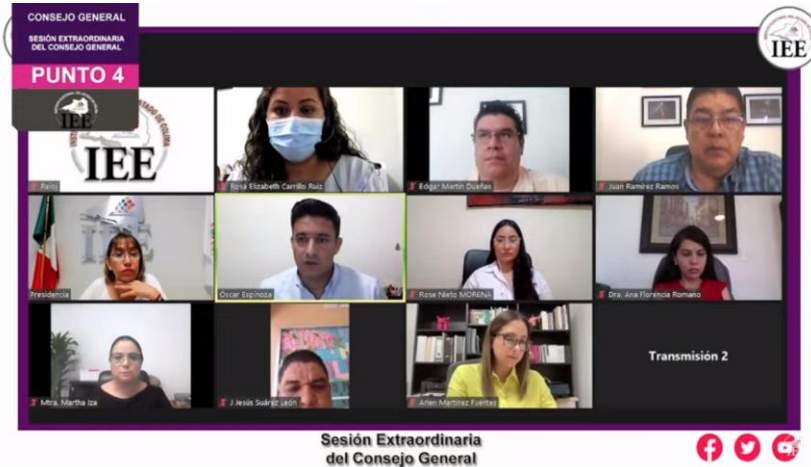 CONSEJO GENERAL
SESIÓN EXTRAORDINARIA
DEL CONSEJO GENERAL
PUNTO 4
IEE
IEE
IEE
Reloj
Rosa Elizabeth Carrillo Ruiz
Edgar Martin Dueñas
Juan Ramírez Ramos
Presidencia
Oscar Espinoza
Rose Nieto MORENA
Dra. Ana Florencia Romano
Mtra. Martha Iza
J Jesús Suárez León
Arlen Martínez Fuentes
Transmisión 2
Sesión Extraordinaria
del Consejo General